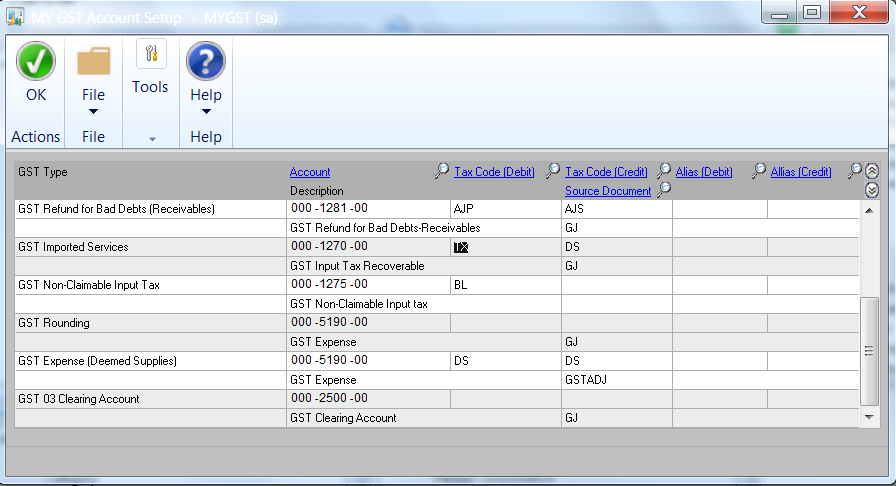 MY GST Account Setup - MYGST (sa)
OK File Tools Help
Actions File Help
GST Type Account Tax Code (Debit) Tax Code (Credit) Alias (Debit) Allias (Credit)
Description Source Document
GST Refund for Bad Debts (Receivables) 000 -1281 -00 AJP AJS
GST Refund for Bad Debts-Receivables GJ
GST Imported Services 000 -1270 -00 TX DS
GST Input Tax Recoverable GJ
GST Non-Claimable Input Tax 000 -1275 -00 BL
GST Non-Claimable Input tax
GST Rounding 000 -5190 -00
GST Expense GJ
GST Expense (Deemed Supplies) 000 -5190 -00 DS DS
GST Expense GSTADJ
GST 03 Clearing Account 000 -2500 -00
GST Clearing Account GJ